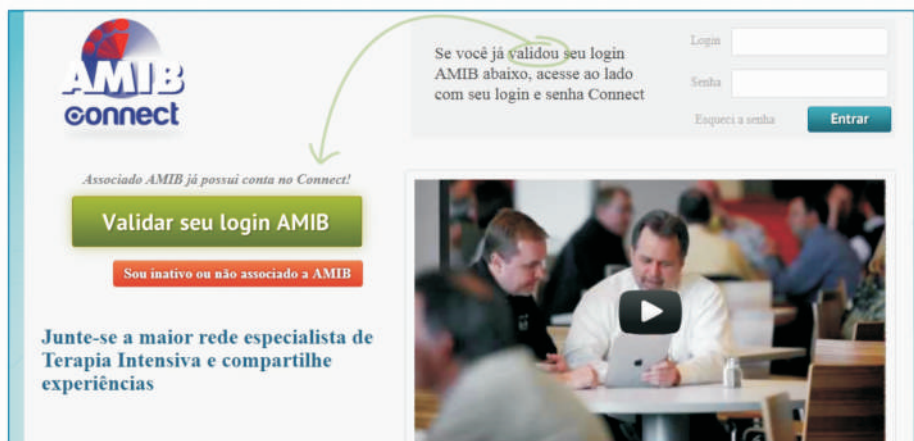 AMIB
connect
Se você já validou seu login
AMIB abaixo, acesse ao lado
com seu login e senha Connect
Login
Senha
Esqueci a senha
Entrar
Associado AMIB já possui conta no Connect!
Validar seu login AMIB
Sou inativo ou não associado a AMIB
Junte-se a maior rede especialista de
Terapia Intensiva e compartilhe
experiências